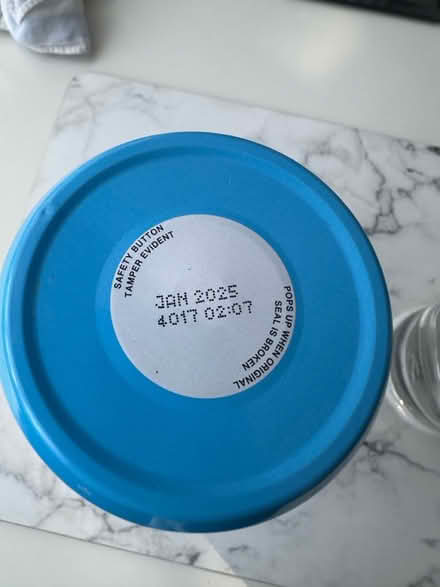 SAFETY BUTTON
TAMPER EVIDENT
JAN 2025
4017 02:07
POPS UP WHEN ORIGINAL
SEAL IS BROKEN